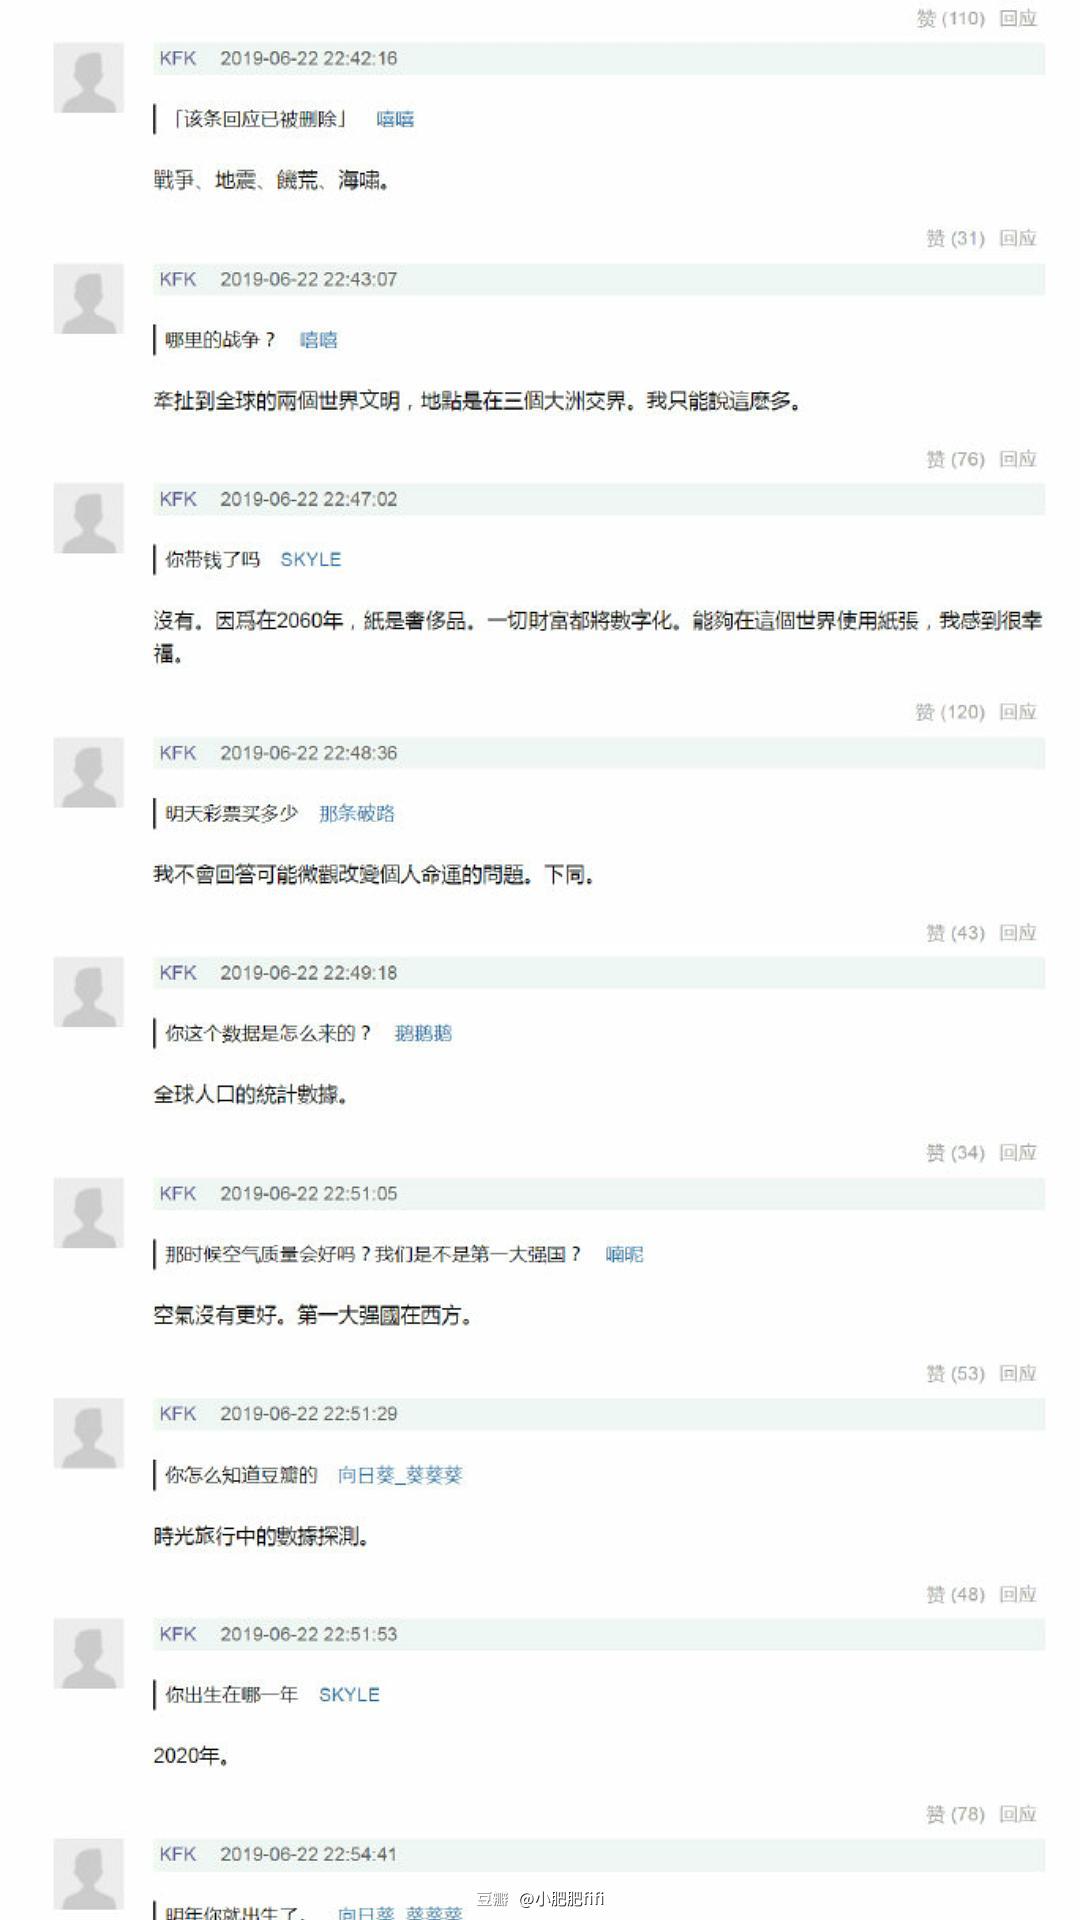 赞 (110) 回应
KFK 2019-06-22 22:42:16
「该条回应已被删除」 嘻嘻
戰爭、地震、饑荒、海嘯。
赞 (31) 回应
KFK 2019-06-22 22:43:07
哪里的战争？ 嘻嘻
牽扯到全球的兩個世界文明，地點是在三個大洲交界。我只能說這麽多。
赞 (76) 回应
KFK 2019-06-22 22:47:02
你带钱了吗 SKYLE
沒有。因爲在2060年，紙是奢侈品。一切財富都將數字化。能夠在這個世界使用紙張，我感到很幸
福。
赞 (120) 回应
KFK 2019-06-22 22:48:36
明天彩票买多少 那条破路
我不會回答可能微觀改變個人命運的問題。下同。
赞 (43) 回应
KFK 2019-06-22 22:49:18
你这个数据是怎么来的？ 鹅鹅鹅
全球人口的統計數據。
赞 (34) 回应
KFK 2019-06-22 22:51:05
那时候空气质量会好吗？我们是不是第一大强国？ 喃昵
空氣沒有更好。第一大强國在西方。
赞 (53) 回应
KFK 2019-06-22 22:51:29
你怎么知道豆瓣的 向日葵_葵葵葵
時光旅行中的數據探測。
赞 (48) 回应
KFK 2019-06-22 22:51:53
你出生在哪一年 SKYLE
2020年。
赞 (78) 回应
KFK 2019-06-22 22:54:41
明年你就出生了。 向日葵_葵葵葵
豆瓣 @小肥肥fifi